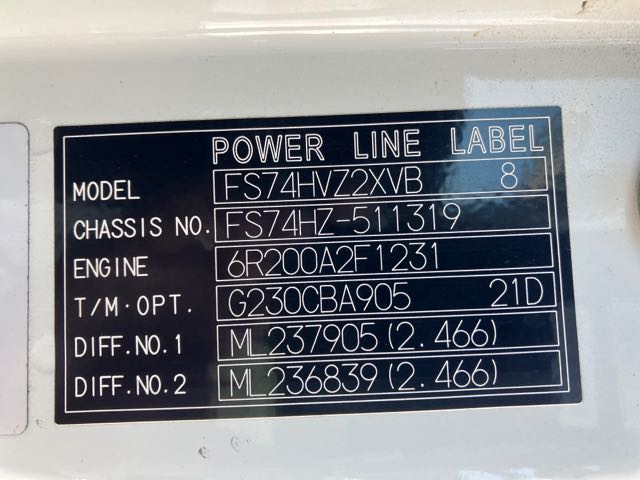 POWER LINE LABEL
MODEL FS74HVZ2XVB 8
CHASSIS NO. FS74HZ-511319
ENGINE 6R200A2F1231
T/M·OPT. G230CBA905 21D
DIFF.NO.1 ML237905(2.466)
DIFF.NO.2 ML236839(2.466)